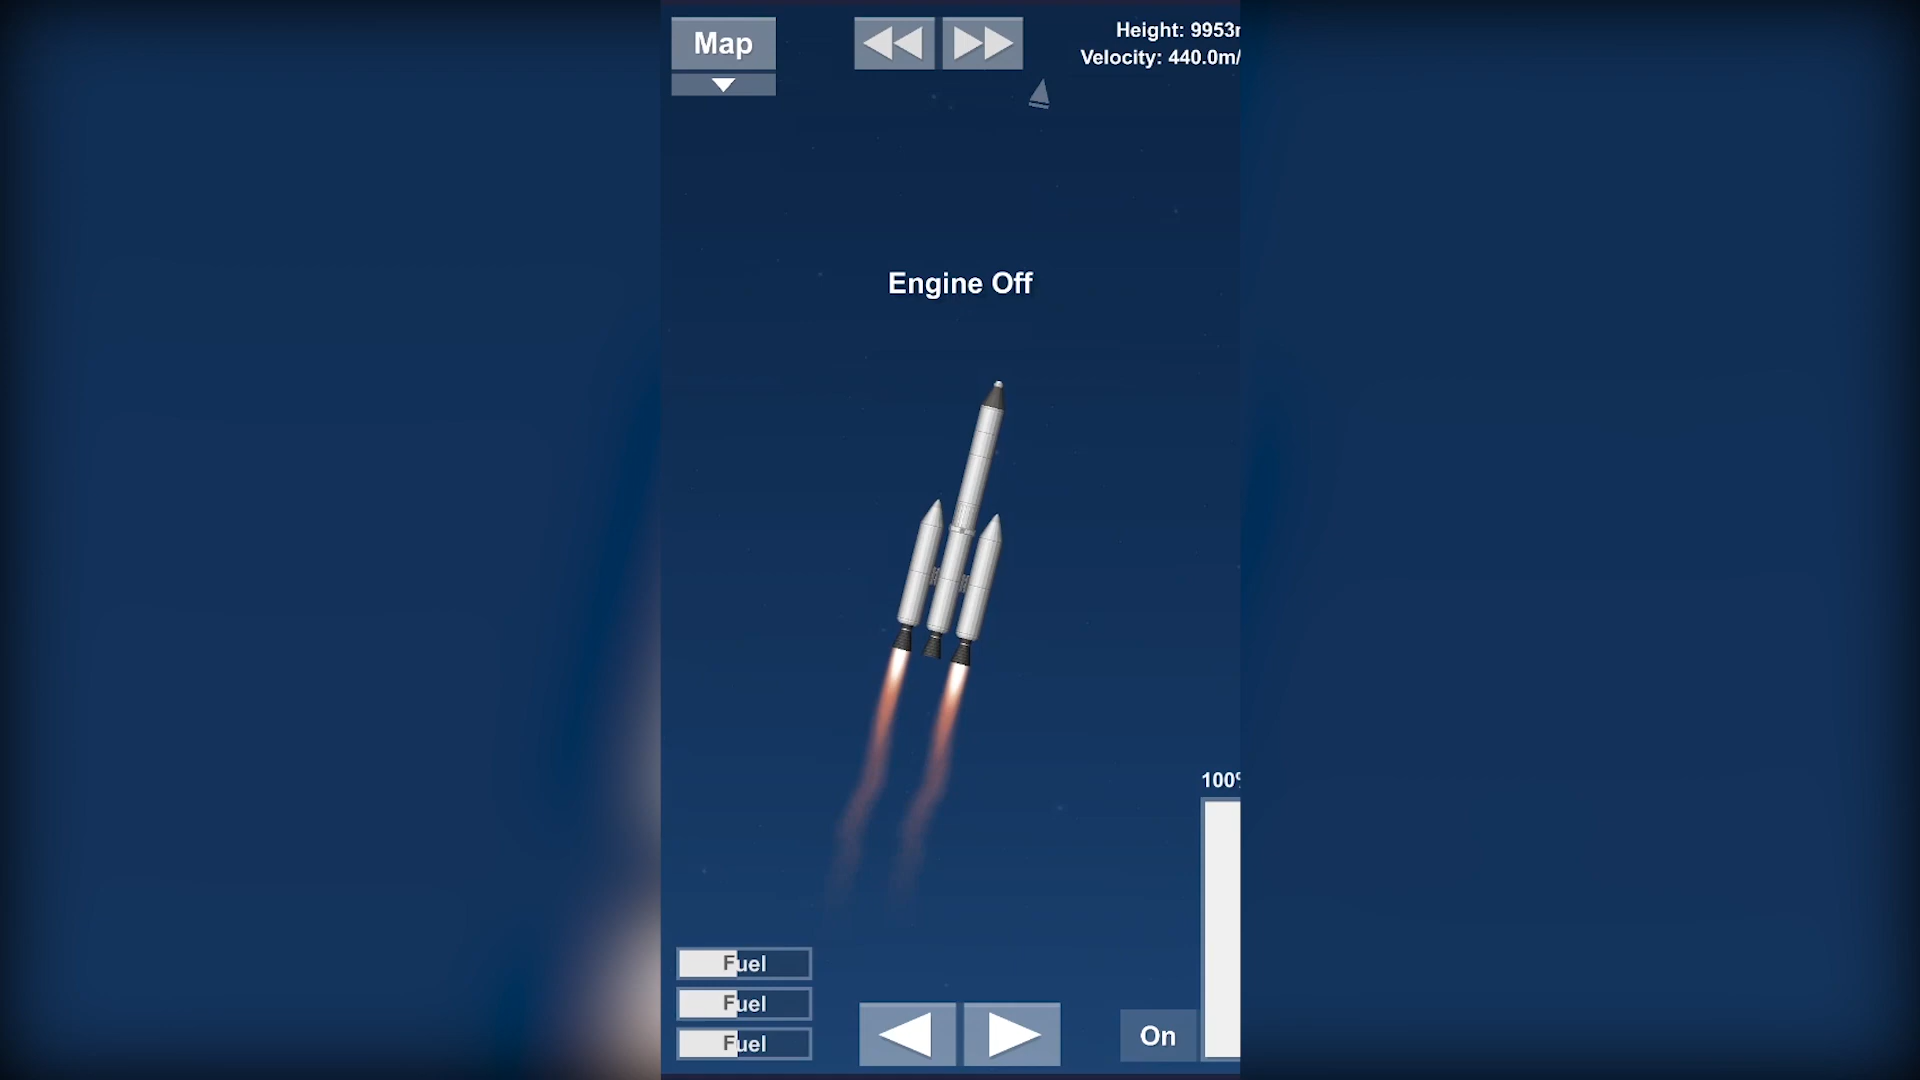 Map
Height: 9953
Velocity: 440.0m/
Engine Off
100%
Fuel
Fuel
Fuel
On